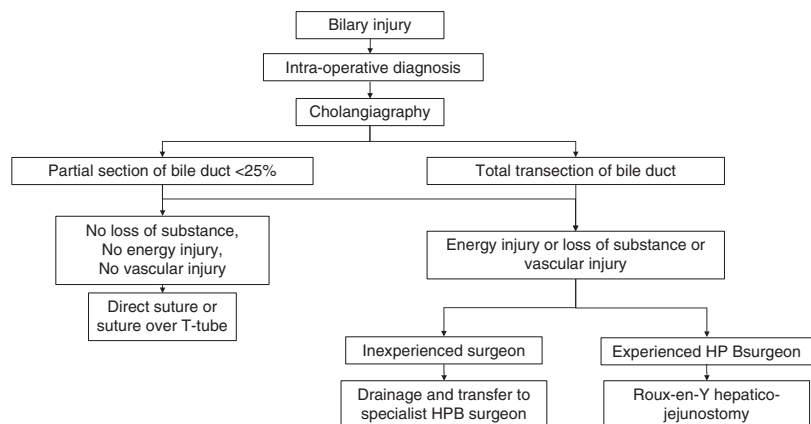 Bilary injury
Intra-operative diagnosis
Cholangiagraphy
Partial section of bile duct <25%
Total transection of bile duct
No loss of substance,
No energy injury,
No vascular injury
Energy injury or loss of substance or
vascular injury
Direct suture or
suture over T-tube
Inexperienced surgeon
Experienced HP Bsurgeon
Drainage and transfer to
specialist HPB surgeon
Roux-en-Y hepatico-
jejunostomy